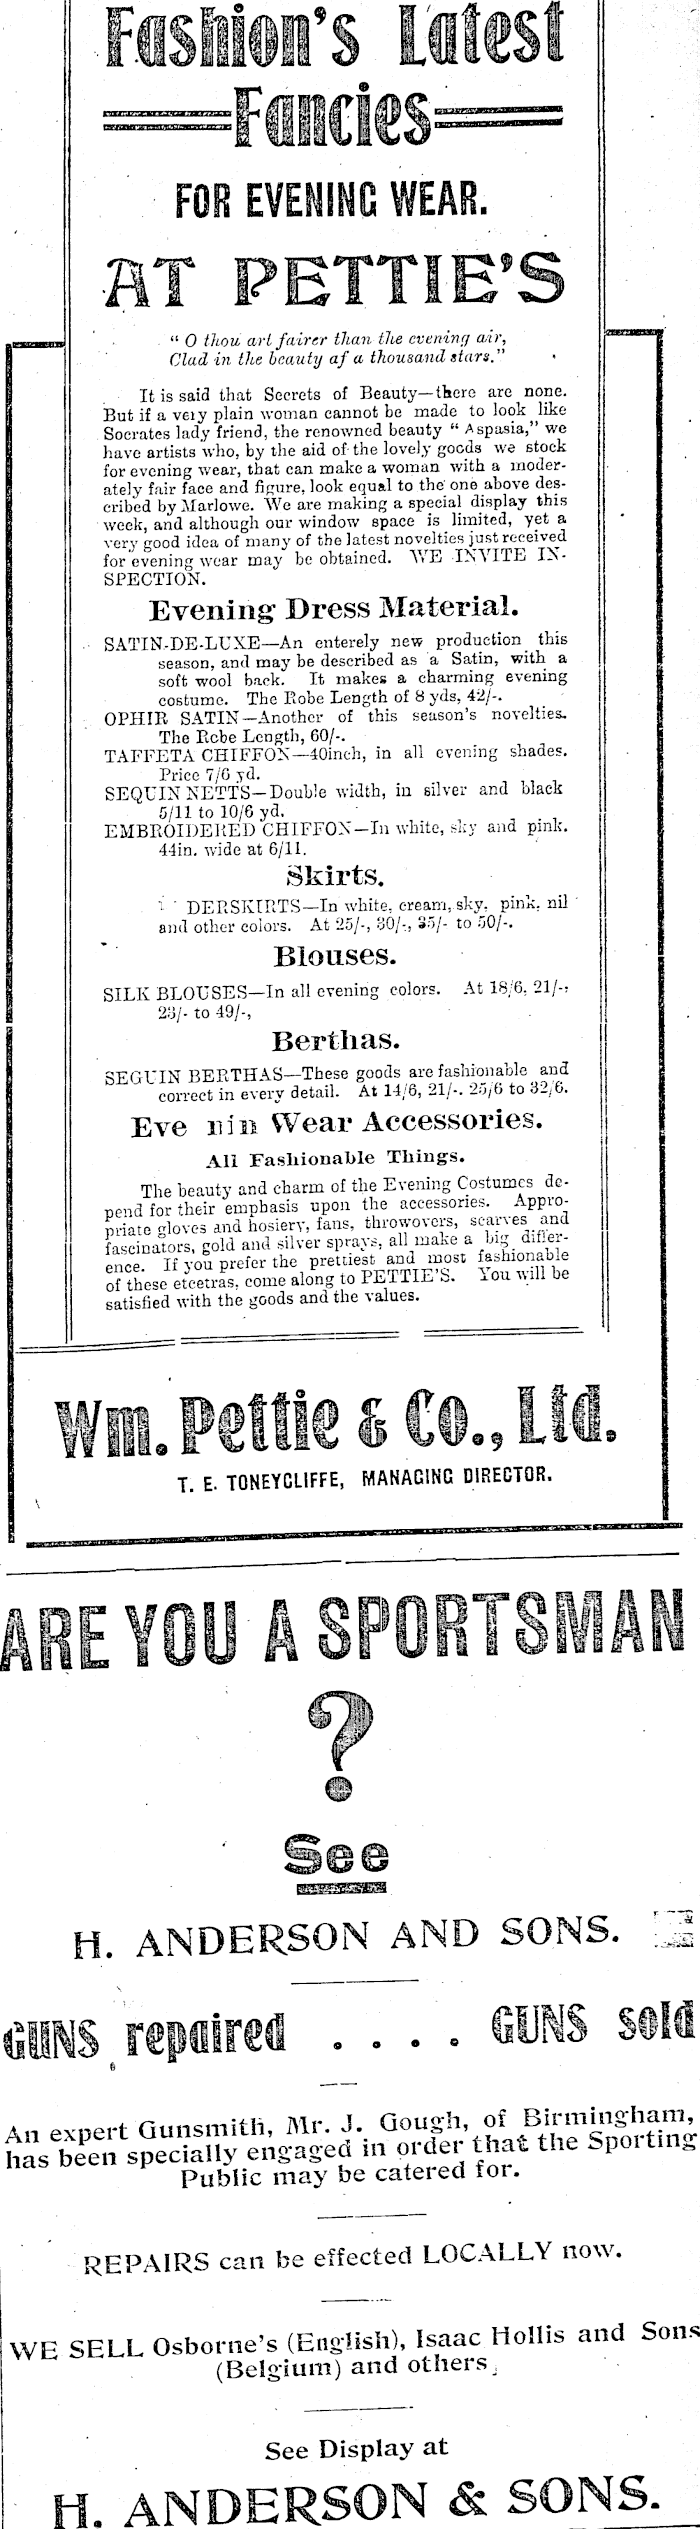 Fashion's Latest
Fancies
FOR EVENING WEAR.
AT PETTIE'S
" O thou art fairer than the evening air,
Clad in the beauty af a thousand stars."
It is said that Secrets of Beauty—there are none.
But if a very plain woman cannot be made to look like
Socrates lady friend, the renowned beauty " Aspasia," we
have artists who, by the aid of the lovely goods we stock
for evening wear, that can make a woman with a moder-
ately fair face and figure, look equal to the one above des-
cribed by Marlowe. We are making a special display this
week, and although our window space is limited, yet a
very good idea of many of the latest novelties just received
for evening wear may be obtained. WE INVITE IN-
SPECTION.
Evening Dress Material.
SATIN-DE-LUXE—An enterely new production this
season, and may be described as a Satin, with a
soft wool back. It makes a charming evening
costume. The Robe Length of 8 yds, 42/-.
OPHIR SATIN—Another of this season's novelties.
The Robe Length, 60/-.
TAFFETA CHIFFON—40inch, in all evening shades.
Price 7/6 yd.
SEQUIN NETTS—Double width, in silver and black
5/11 to 10/6 yd.
EMBROIDERED CHIFFON—In white, sky and pink.
44in. wide at 6/11.
Skirts.
DERSKIRTS—In white, cream, sky, pink, nil
and other colors. At 25/-, 30/-, 35/- to 50/-.
Blouses.
SILK BLOUSES—In all evening colors. At 18/6, 21/-;
23/- to 49/-,
Berthas.
SEGUIN BERTHAS—These goods are fashionable and
correct in every detail. At 14/6, 21/-. 25/6 to 32/6.
Eve nin Wear Accessories.
All Fashionable Things.
The beauty and charm of the Evening Costumes de-
pend for their emphasis upon the accessories. Appro-
priate gloves and hosiery, fans, throwovers, scarves and
fascinators, gold and silver sprays, all make a big differ-
ence. If you prefer the prettiest and most fashionable
of these etcetras, come along to PETTIE'S. You will be
satisfied with the goods and the values.
Wm. Pettie & Co., Ltd.
T. E. TONEYCLIFFE, MANAGING DIRECTOR.
ARE YOU A SPORTSMAN
?
See
H. ANDERSON AND SONS.
GUNS repaired . . . . GUNS sold
An expert Gunsmith, Mr. J. Gough, of Birmingham,
has been specially engaged in order that the Sporting
Public may be catered for.
REPAIRS can be effected LOCALLY now.
WE SELL Osborne's (English), Isaac Hollis and Sons
(Belgium) and others,
See Display at
H. ANDERSON & SONS.